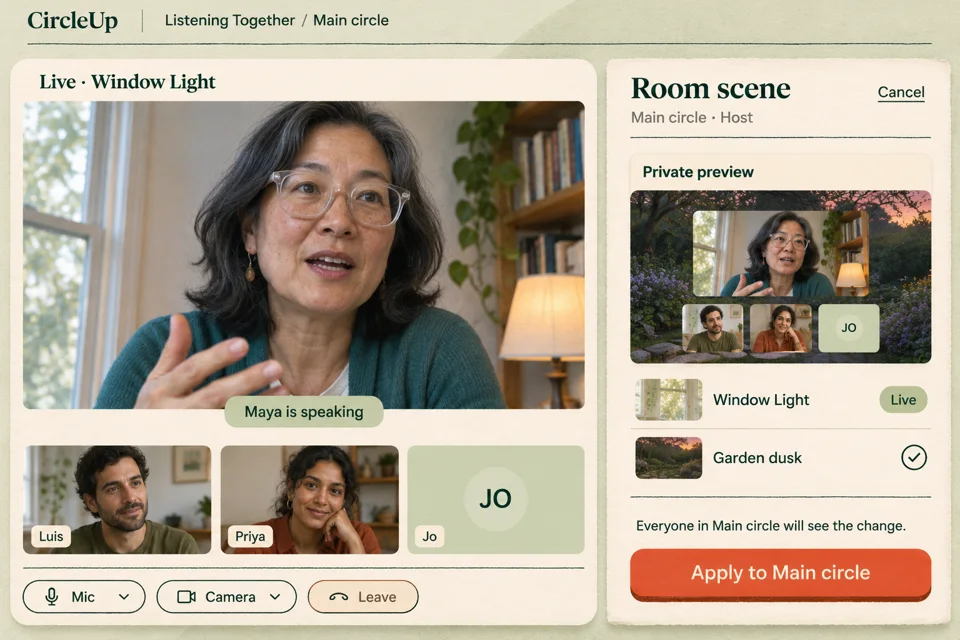 CircleUp
Listening Together / Main circle
Live · Window Light
Maya is speaking
Luis
Priya
JO
Jo
Mic
Camera
Leave
Room scene
Cancel
Main circle · Host
Private preview
JO
Window Light
Live
Garden dusk
Everyone in Main circle will see the change.
Apply to Main circle